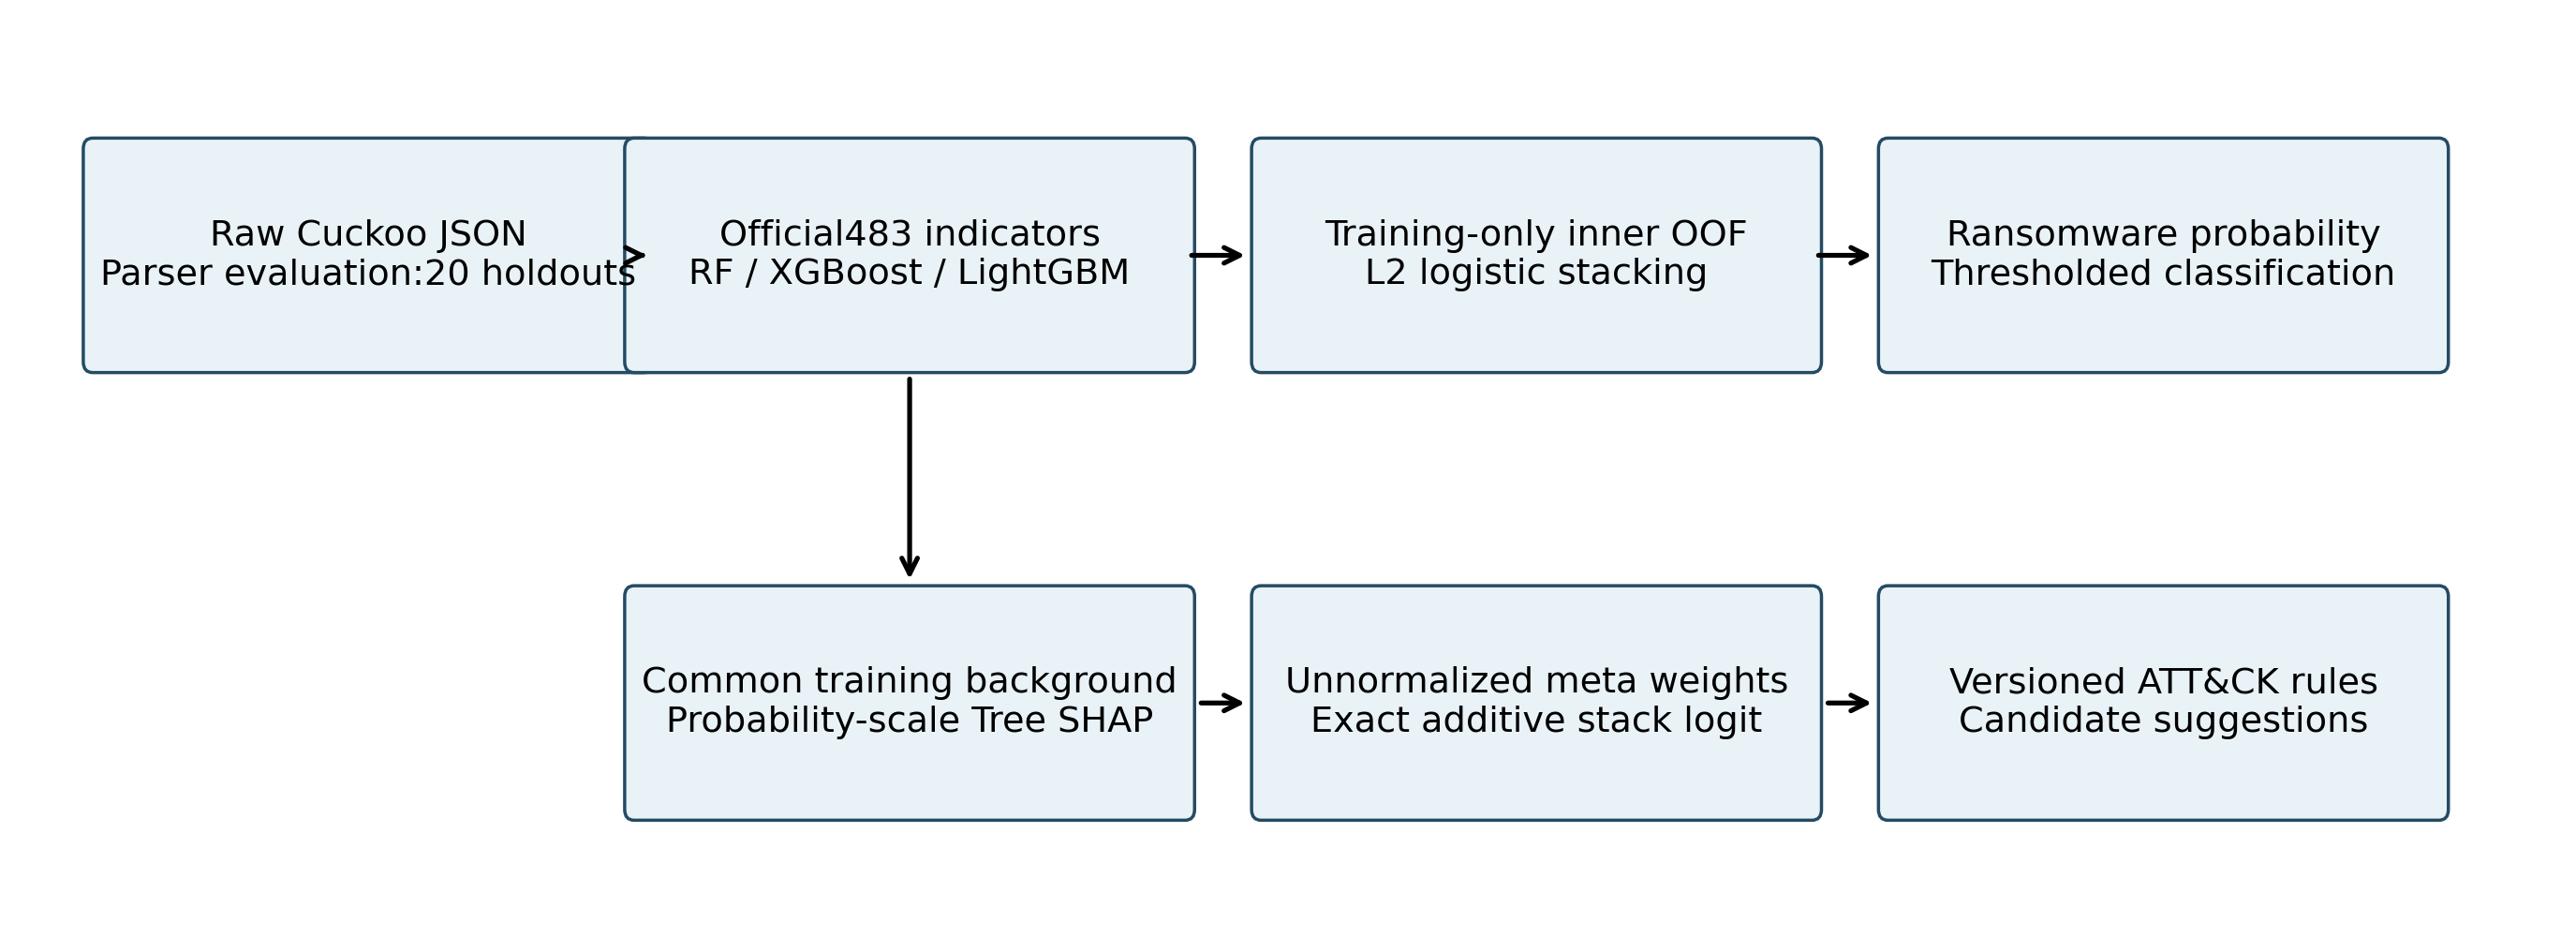 Raw Cuckoo JSON
Parser evaluation:20 holdouts
Official483 indicators
RF / XGBoost / LightGBM
Training-only inner OOF
L2 logistic stacking
Ransomware probability
Thresholded classification
Common training background
Probability-scale Tree SHAP
Unnormalized meta weights
Exact additive stack logit
Versioned ATT&CK rules
Candidate suggestions